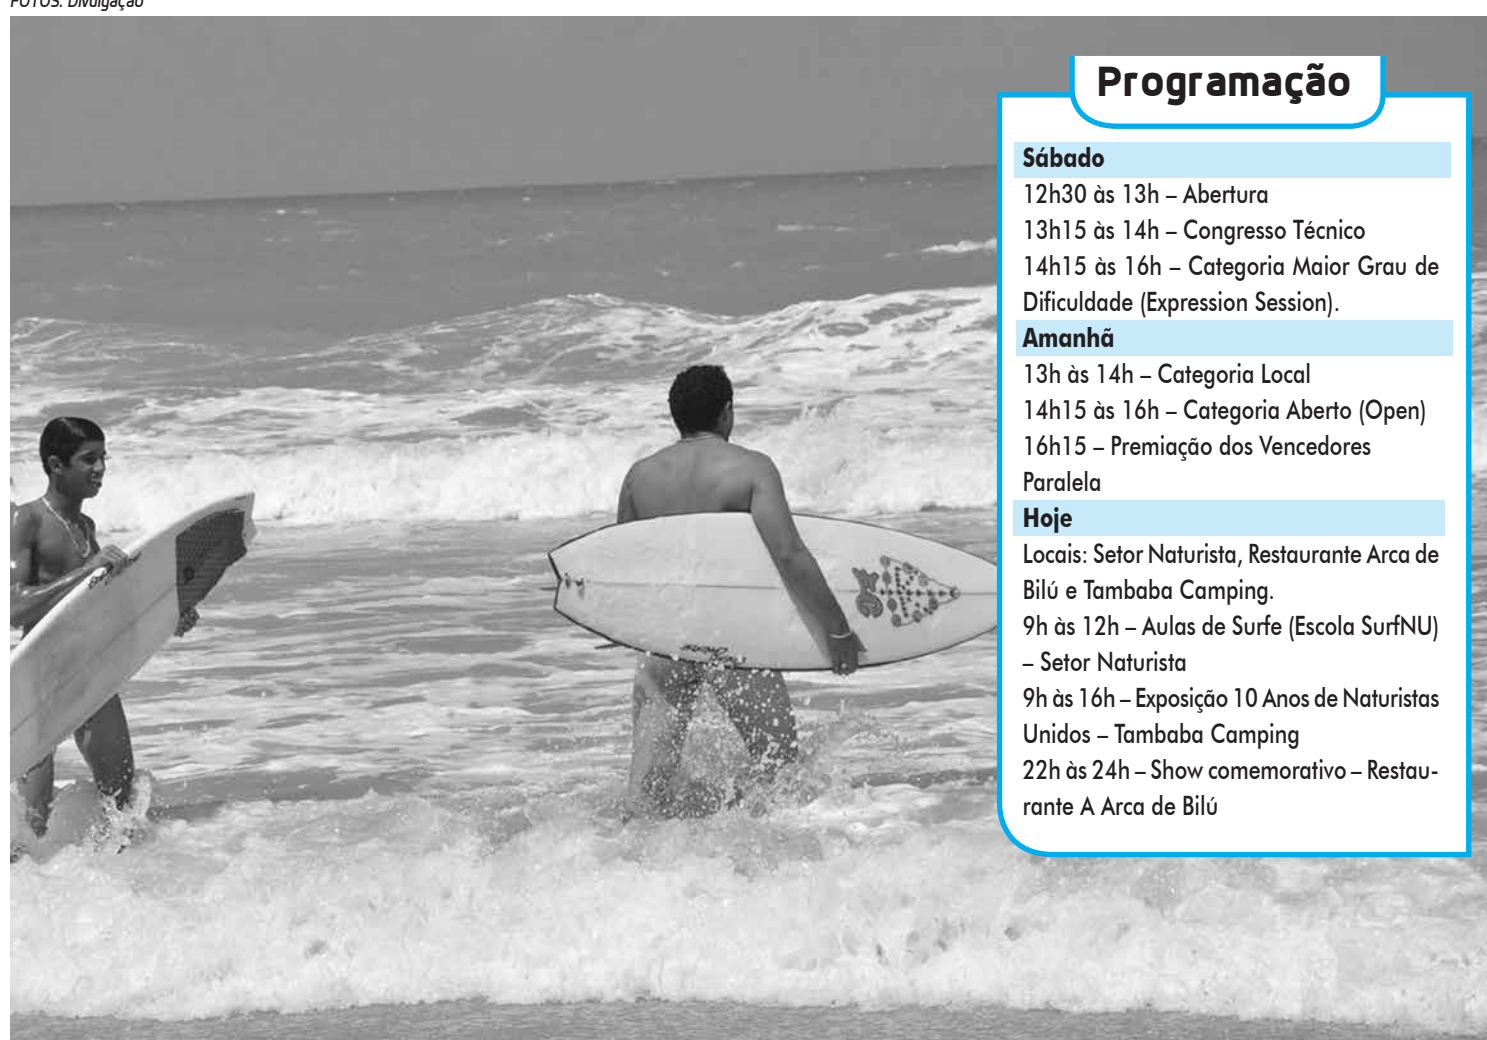 FOTOS: Divulgação
Programação
Sábado
12h30 às 13h – Abertura
13h15 às 14h – Congresso Técnico
14h15 às 16h – Categoria Maior Grau de
Dificuldade (Expression Session).
Amanhã
13h às 14h – Categoria Local
14h15 às 16h – Categoria Aberto (Open)
16h15 – Premiação dos Vencedores
Paralela
Hoje
Locais: Setor Naturista, Restaurante Arca de
Bilú e Tambaba Camping.
9h às 12h – Aulas de Surfe (Escola SurfNU)
– Setor Naturista
9h às 16h – Exposição 10 Anos de Naturistas
Unidos – Tambaba Camping
22h às 24h – Show comemorativo – Restau-
rante A Arca de Bilú